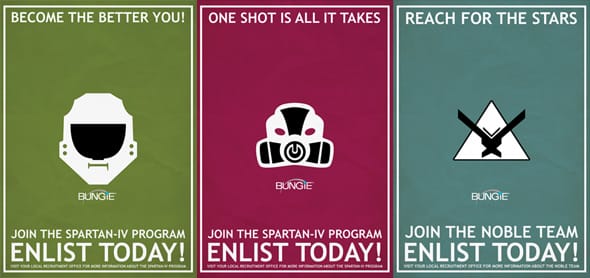 BECOME THE BETTER YOU!
BUNGIE
JOIN THE SPARTAN-IV PROGRAM
ENLIST TODAY!
VISIT YOUR LOCAL RECRUITMENT OFFICE FOR MORE INFORMATION ABOUT THE SPARTAN-IV PROGRAM
ONE SHOT IS ALL IT TAKES
BUNGIE
JOIN THE SPARTAN-IV PROGRAM
ENLIST TODAY!
VISIT YOUR LOCAL RECRUITMENT OFFICE FOR MORE INFORMATION ABOUT THE SPARTAN-IV PROGRAM
REACH FOR THE STARS
BUNGIE
JOIN THE NOBLE TEAM
ENLIST TODAY!
VISIT YOUR LOCAL RECRUITMENT OFFICE FOR MORE INFORMATION ABOUT THE NOBLE TEAM